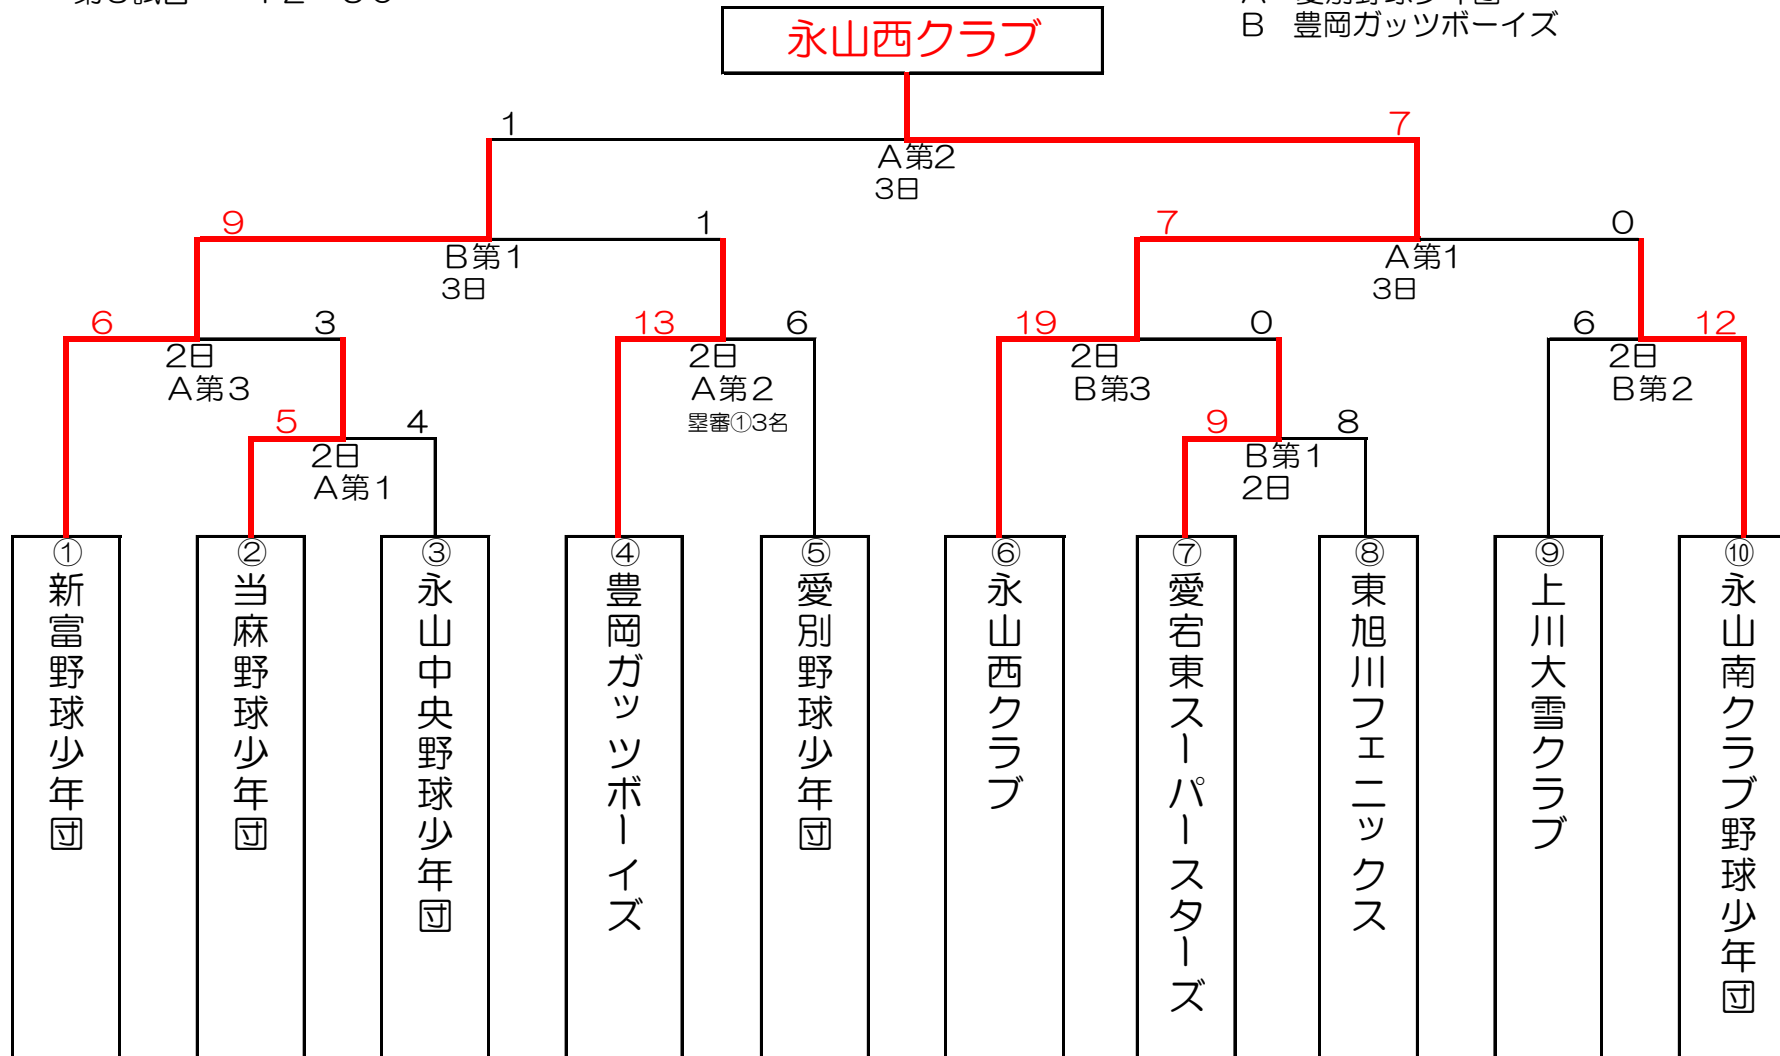 永山西クラブ
B　豊岡ガッツボーイズ
1
7
A第2
3日
9
1
7
0
B第1
3日
A第1
3日
6
3
13
6
19
0
6
12
2日
A第3
2日
A第2
塁審①3名
2日
B第3
2日
B第2
5
4
9
8
2日
A第1
B第1
2日
①新富野球少年団
②当麻野球少年団
③永山中央野球少年団
④豊岡ガッツボーイズ
⑤愛別野球少年団
⑥永山西クラブ
⑦愛宕東スーパースターズ
⑧東旭川フェニックス
⑨上川大雪クラブ
⑩永山南クラブ野球少年団